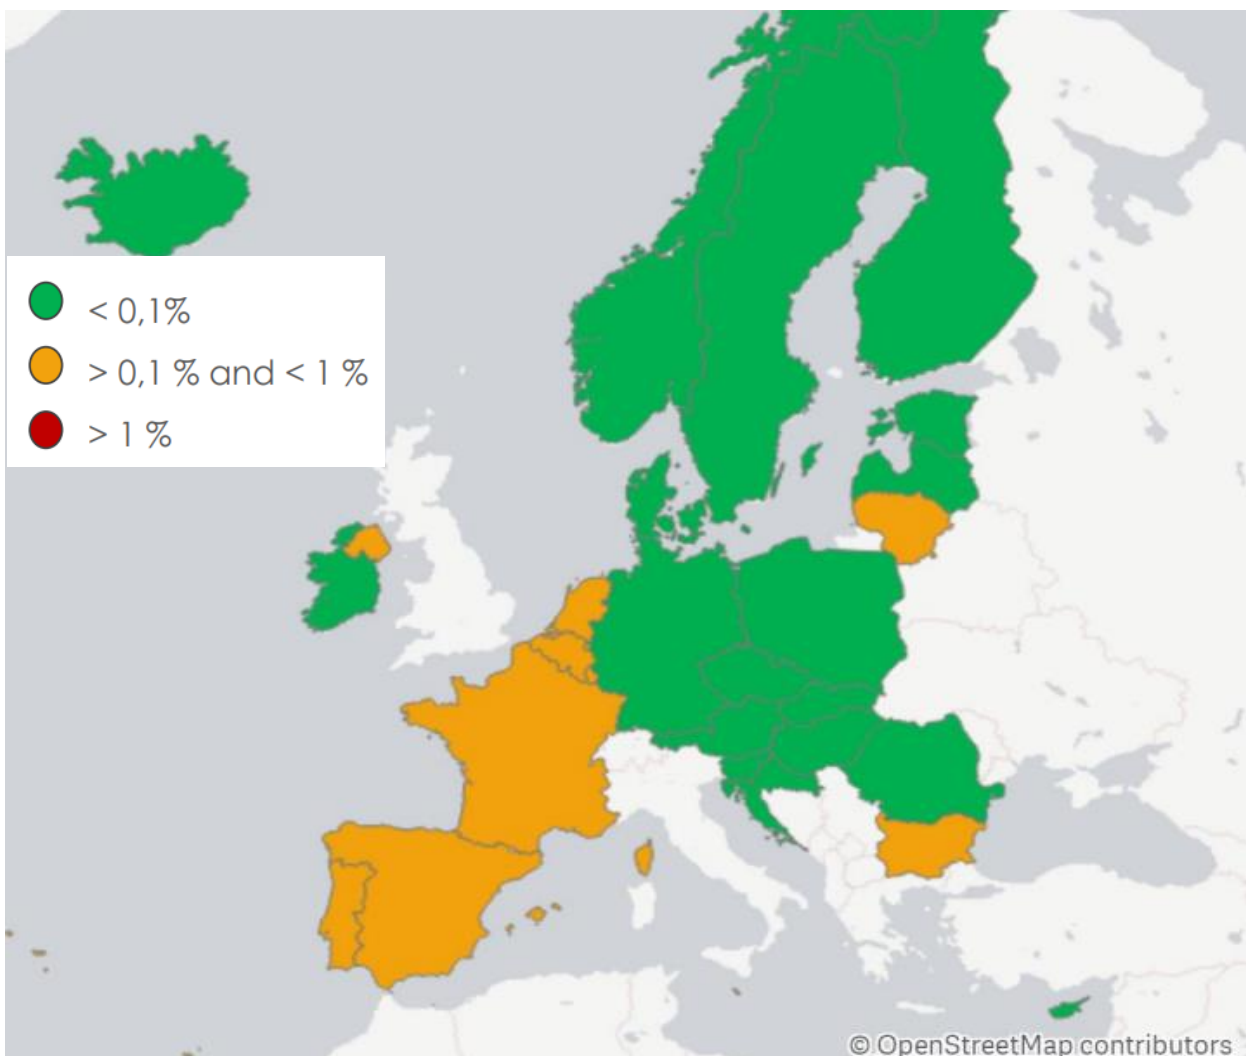 < 0,1%
> 0,1 % and < 1 %
> 1 %
© OpenStreetMap contributors